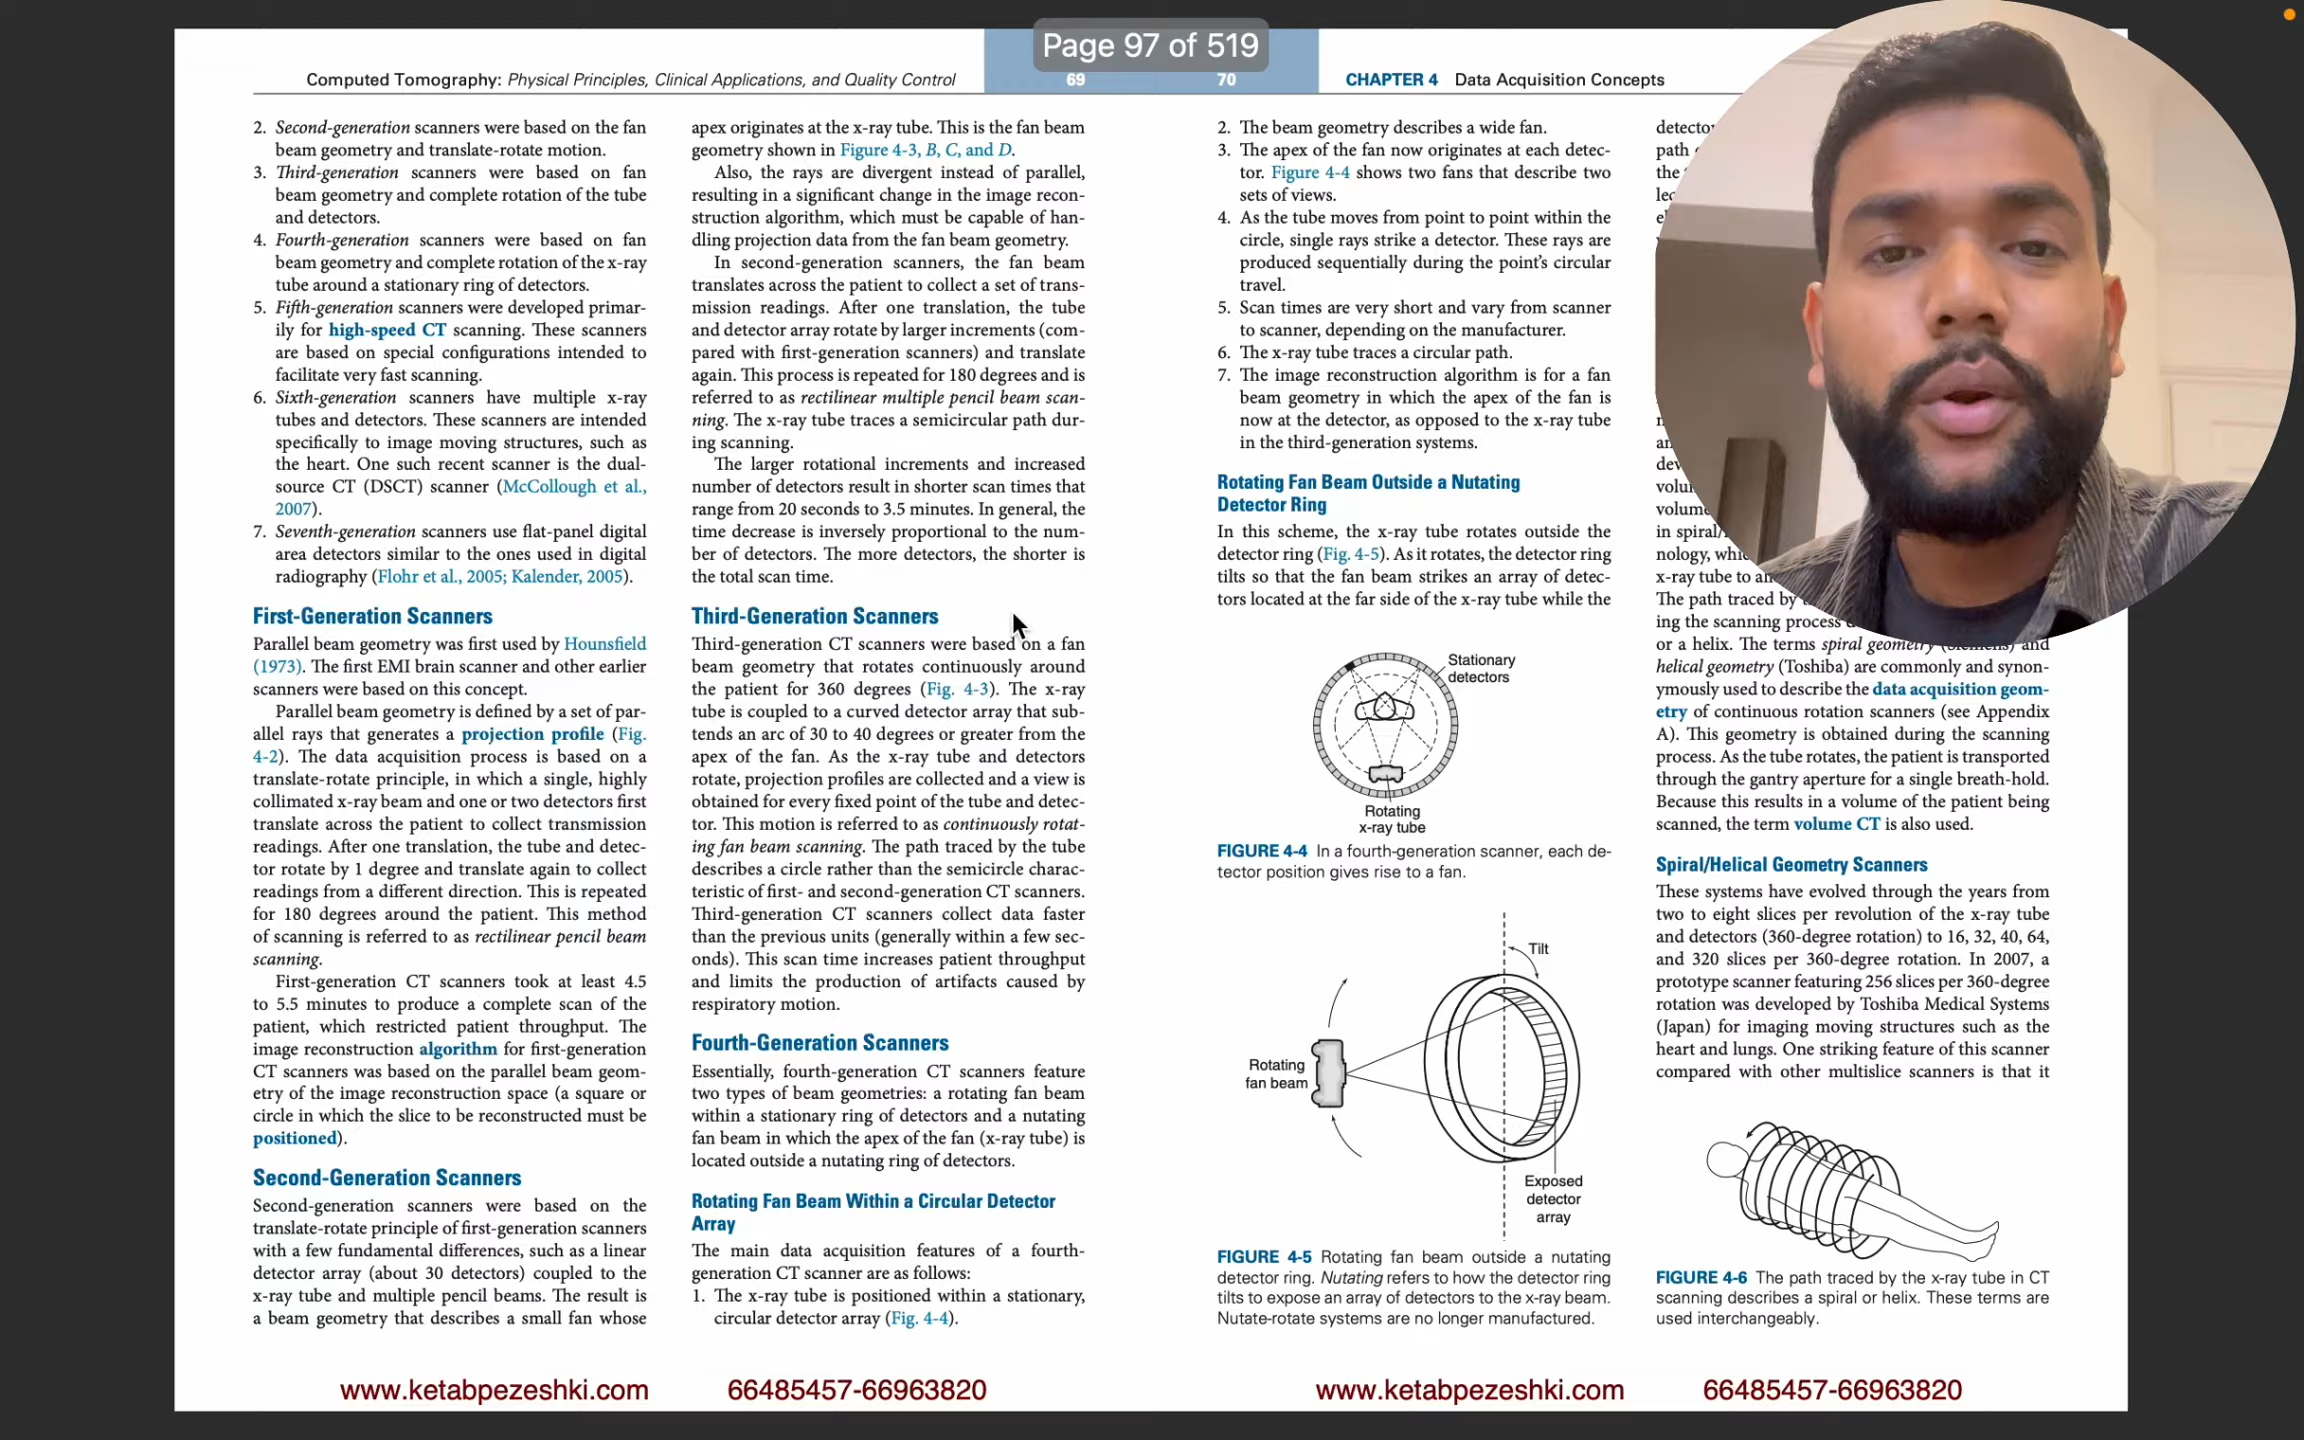 Page 97 of 519
Computed Tomography: Physical Principles, Clinical Applications, and Quality Control
69
2. Second-generation scanners were based on the fan
beam geometry and translate-rotate motion.
3. Third-generation scanners were based on fan
beam geometry and complete rotation of the tube
and detectors.
4. Fourth-generation scanners were based on fan
beam geometry and complete rotation of the x-ray
tube around a stationary ring of detectors.
5. Fifth-generation scanners were developed primar-
ily for high-speed CT scanning. These scanners
are based on special configurations intended to
facilitate very fast scanning.
6. Sixth-generation scanners have multiple x-ray
tubes and detectors. These scanners are intended
specifically to image moving structures, such as
the heart. One such recent scanner is the dual-
source CT (DSCT) scanner (McCollough et al.,
2007).
7. Seventh-generation scanners use flat-panel digital
area detectors similar to the ones used in digital
radiography (Flohr et al., 2005; Kalender, 2005).
First-Generation Scanners
Parallel beam geometry was first used by Hounsfield
(1973). The first EMI brain scanner and other earlier
scanners were based on this concept.
Parallel beam geometry is defined by a set of par-
allel rays that generates a projection profile (Fig.
4-2). The data acquisition process is based on a
translate-rotate principle, in which a single, highly
collimated x-ray beam and one or two detectors first
translate across the patient to collect transmission
readings. After one translation, the tube and detec-
tor rotate by 1 degree and translate again to collect
readings from a different direction. This is repeated
for 180 degrees around the patient. This method
of scanning is referred to as rectilinear pencil beam
scanning.
First-generation CT scanners took at least 4.5
to 5.5 minutes to produce a complete scan of the
patient, which restricted patient throughput. The
image reconstruction algorithm for first-generation
CT scanners was based on the parallel beam geom-
etry of the image reconstruction space (a square or
circle in which the slice to be reconstructed must be
positioned).
Second-Generation Scanners
Second-generation scanners were based on the
translate-rotate principle of first-generation scanners
with a few fundamental differences, such as a linear
detector array (about 30 detectors) coupled to the
x-ray tube and multiple pencil beams. The result is
a beam geometry that describes a small fan whose
apex originates at the x-ray tube. This is the fan beam
geometry shown in Figure 4-3, B, C, and D.
Also, the rays are divergent instead of parallel,
resulting in a significant change in the image recon-
struction algorithm, which must be capable of han-
dling projection data from the fan beam geometry.
In second-generation scanners, the fan beam
translates across the patient to collect a set of trans-
mission readings. After one translation, the tube
and detector array rotate by larger increments (com-
pared with first-generation scanners) and translate
again. This process is repeated for 180 degrees and is
referred to as rectilinear multiple pencil beam scan-
ning. The x-ray tube traces a semicircular path dur-
ing scanning.
The larger rotational increments and increased
number of detectors result in shorter scan times that
range from 20 seconds to 3.5 minutes. In general, the
time decrease is inversely proportional to the num-
ber of detectors. The more detectors, the shorter is
the total scan time.
Third-Generation Scanners
Third-generation CT scanners were based on a fan
beam geometry that rotates continuously around
the patient for 360 degrees (Fig. 4-3). The x-ray
tube is coupled to a curved detector array that sub-
tends an arc of 30 to 40 degrees or greater from the
apex of the fan. As the x-ray tube and detectors
rotate, projection profiles are collected and a view is
obtained for every fixed point of the tube and detec-
tor. This motion is referred to as continuously rotat-
ing fan beam scanning. The path traced by the tube
describes a circle rather than the semicircle charac-
teristic of first- and second-generation CT scanners.
Third-generation CT scanners collect data faster
than the previous units (generally within a few sec-
onds). This scan time increases patient throughput
and limits the production of artifacts caused by
respiratory motion.
Fourth-Generation Scanners
Essentially, fourth-generation CT scanners feature
two types of beam geometries: a rotating fan beam
within a stationary ring of detectors and a nutating
fan beam in which the apex of the fan (x-ray tube) is
located outside a nutating ring of detectors.
Rotating Fan Beam Within a Circular Detector
Array
The main data acquisition features of a fourth-
generation CT scanner are as follows:
1. The x-ray tube is positioned within a stationary,
circular detector array (Fig. 4-4).
www.ketabpezeshki.com 66485457-66963820
70
CHAPTER 4 Data Acquisition Concepts
2. The beam geometry describes a wide fan.
3. The apex of the fan now originates at each detec-
tor. Figure 4-4 shows two fans that describe two
sets of views.
4. As the tube moves from point to point within the
circle, single rays strike a detector. These rays are
produced sequentially during the point's circular
travel.
5. Scan times are very short and vary from scanner
to scanner, depending on the manufacturer.
6. The x-ray tube traces a circular path.
7. The image reconstruction algorithm is for a fan
beam geometry in which the apex of the fan is
now at the detector, as opposed to the x-ray tube
in the third-generation systems.
Rotating Fan Beam Outside a Nutating
Detector Ring
In this scheme, the x-ray tube rotates outside the
detector ring (Fig. 4-5). As it rotates, the detector ring
tilts so that the fan beam strikes an array of detec-
tors located at the far side of the x-ray tube while the
Stationary
detectors
Rotating
x-ray tube
FIGURE 4-4 In a fourth-generation scanner, each de-
tector position gives rise to a fan.
Tilt
Rotating
fan beam
Exposed
detector
array
FIGURE 4-5 Rotating fan beam outside a nutating
detector ring. Nutating refers to how the detector ring
tilts to expose an array of detectors to the x-ray beam.
Nutate-rotate systems are no longer manufactured.
path
the
in spiral/
x-ray tube to
The path traced by
ing the scanning process
or a helix. The terms spiral geometry and
helical geometry (Toshiba) are commonly and synon-
ymously used to describe the data acquisition geom-
etry of continuous rotation scanners (see Appendix
A). This geometry is obtained during the scanning
process. As the tube rotates, the patient is transported
through the gantry aperture for a single breath-hold.
Because this results in a volume of the patient being
scanned, the term volume CT is also used.
Spiral/Helical Geometry Scanners
These systems have evolved through the years from
two to eight slices per revolution of the x-ray tube
and detectors (360-degree rotation) to 16, 32, 40, 64,
and 320 slices per 360-degree rotation. In 2007, a
prototype scanner featuring 256 slices per 360-degree
rotation was developed by Toshiba Medical Systems
(Japan) for imaging moving structures such as the
heart and lungs. One striking feature of this scanner
compared with other multislice scanners is that it
FIGURE 4-6 The path traced by the x-ray tube in CT
scanning describes a spiral or helix. These terms are
used interchangeably.
www.ketabpezeshki.com 66485457-66963820